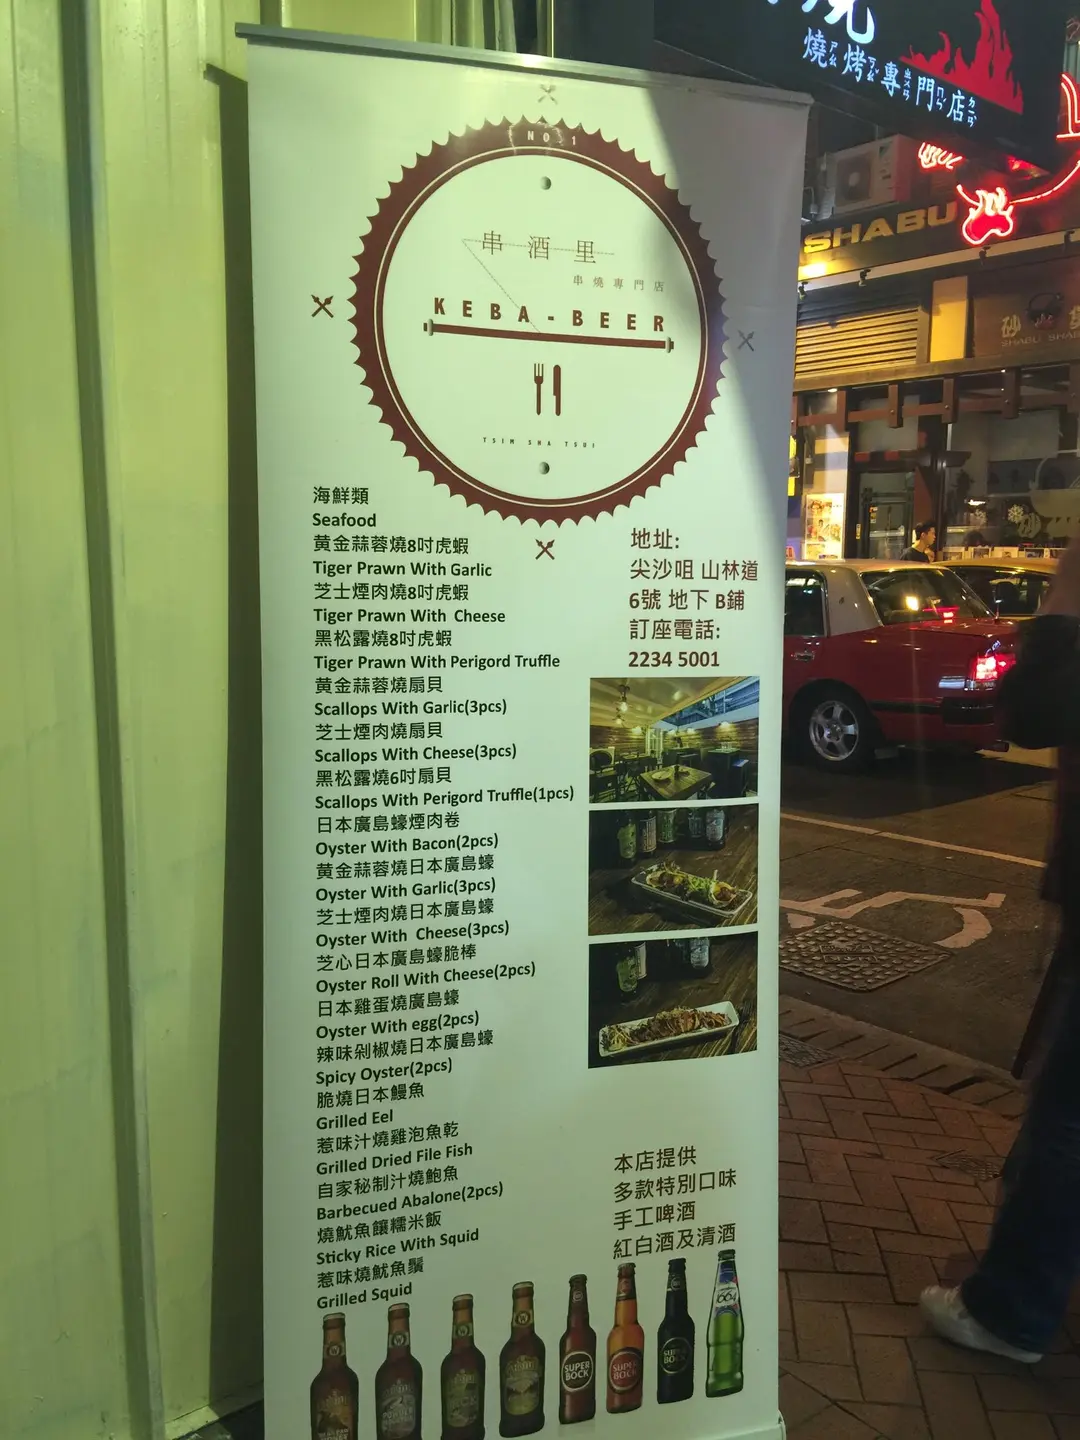 燒烤專門店
SHABU
NO.1
串酒里
串燒專門店
KEBA-BEER
TSIM SHA TSUI
海鮮類
Seafood
黃金蒜蓉燒8吋虎蝦
Tiger Prawn With Garlic
芝士煙肉燒8吋虎蝦
Tiger Prawn With Cheese
黑松露燒8吋虎蝦
Tiger Prawn With Perigord Truffle
黃金蒜蓉燒扇貝
Scallops With Garlic(3pcs)
芝士煙肉燒扇貝
Scallops With Cheese(3pcs)
黑松露燒6吋扇貝
Scallops With Perigord Truffle(1pcs)
日本廣島蠔煙肉卷
Oyster With Bacon(2pcs)
黃金蒜蓉燒日本廣島蠔
Oyster With Garlic(3pcs)
芝士煙肉燒日本廣島蠔
Oyster With Cheese(3pcs)
芝心日本廣島蠔脆棒
Oyster Roll With Cheese(2pcs)
日本雞蛋燒廣島蠔
Oyster With egg(2pcs)
辣味剁椒燒日本廣島蠔
Spicy Oyster(2pcs)
脆燒日本鰻魚
Grilled Eel
惹味汁燒雞泡魚乾
Grilled Dried File Fish
自家秘制汁燒鮑魚
Barbecued Abalone(2pcs)
燒魷魚釀糯米飯
Sticky Rice With Squid
惹味燒魷魚鬚
Grilled Squid
地址:
尖沙咀 山林道
6號 地下 B鋪
訂座電話:
2234 5001
本店提供
多款特別口味
手工啤酒
紅白酒及清酒
SUPER BOCK
SUPER BOCK
SUPER BOCK
1664